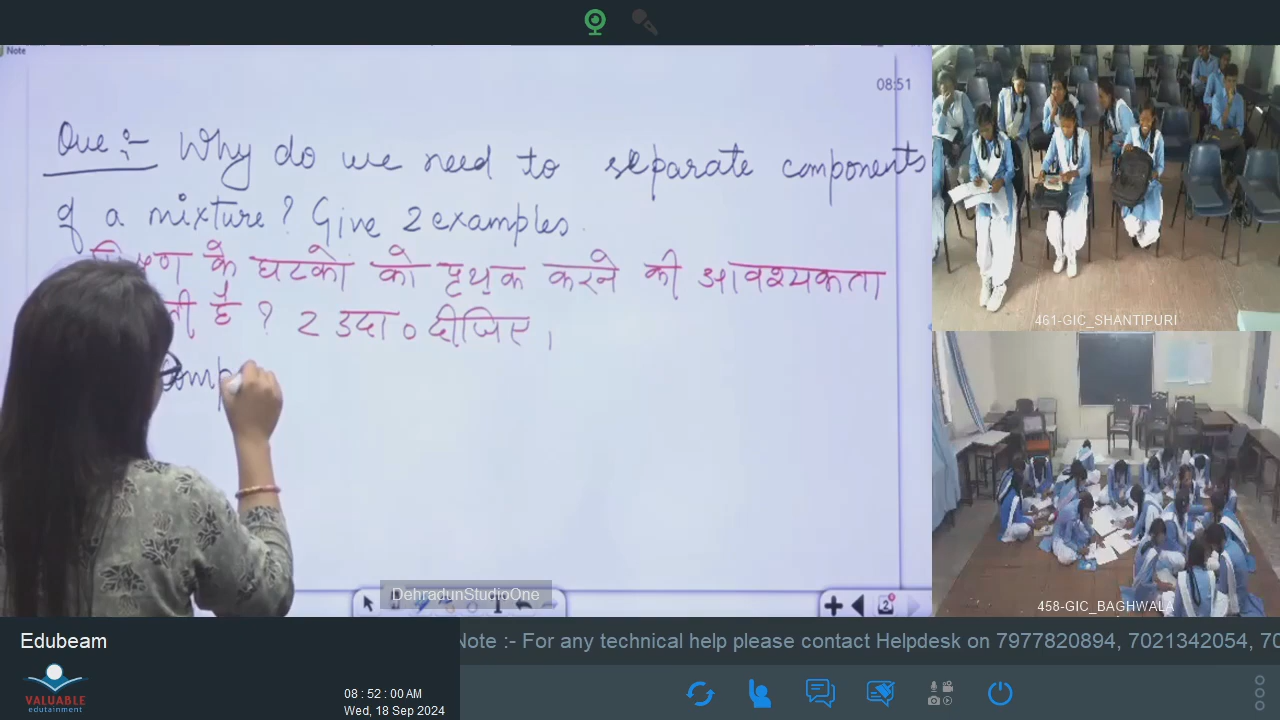 Note
08:51
Que :- Why do we need to separate components
of a mixture? Give 2 examples.
के घटकों को पृथक करने की आवश्यकता
है ? 2 उदा० दीजिए।
Comp
461-GIC_SHANTIPURI
458-GIC_BAGHWALA
DehradunStudioOne
2
Edubeam
Note :- For any technical help please contact Helpdesk on 7977820894, 7021342054, 70
VALUABLE
edutainment
08 : 52 : 00 AM
Wed, 18 Sep 2024